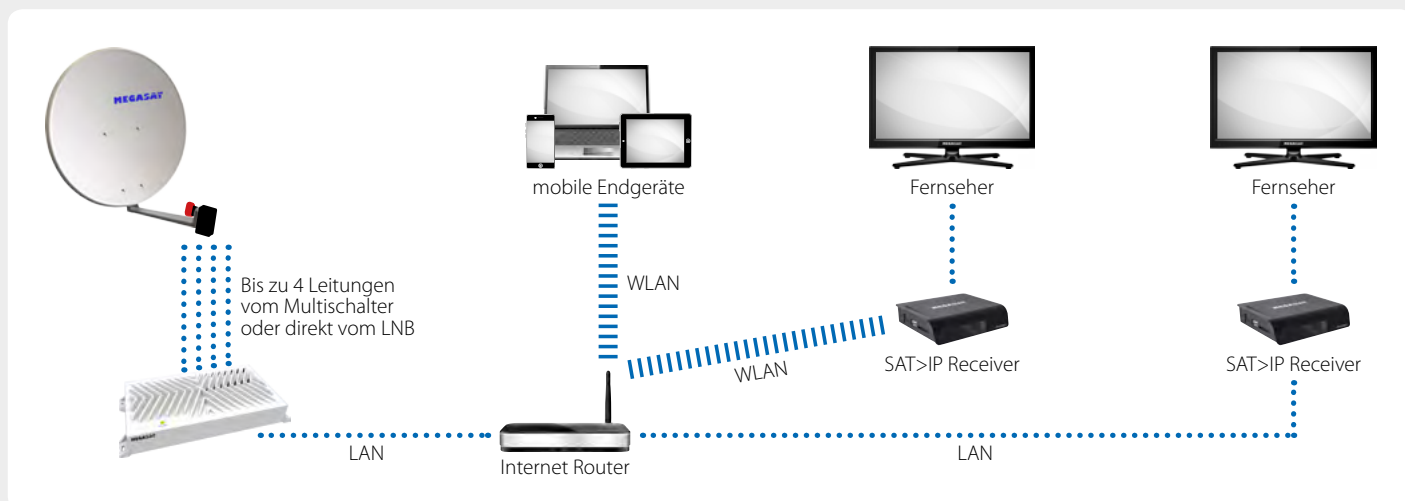 MEGASAT
mobile Endgeräte
Fernseher
Fernseher
Bis zu 4 Leitungen
vom Multischalter
oder direkt vom LNB
WLAN
WLAN
MEGASAT
SAT>IP Receiver
SAT>IP Receiver
MEGASAT
LAN
Internet Router
LAN